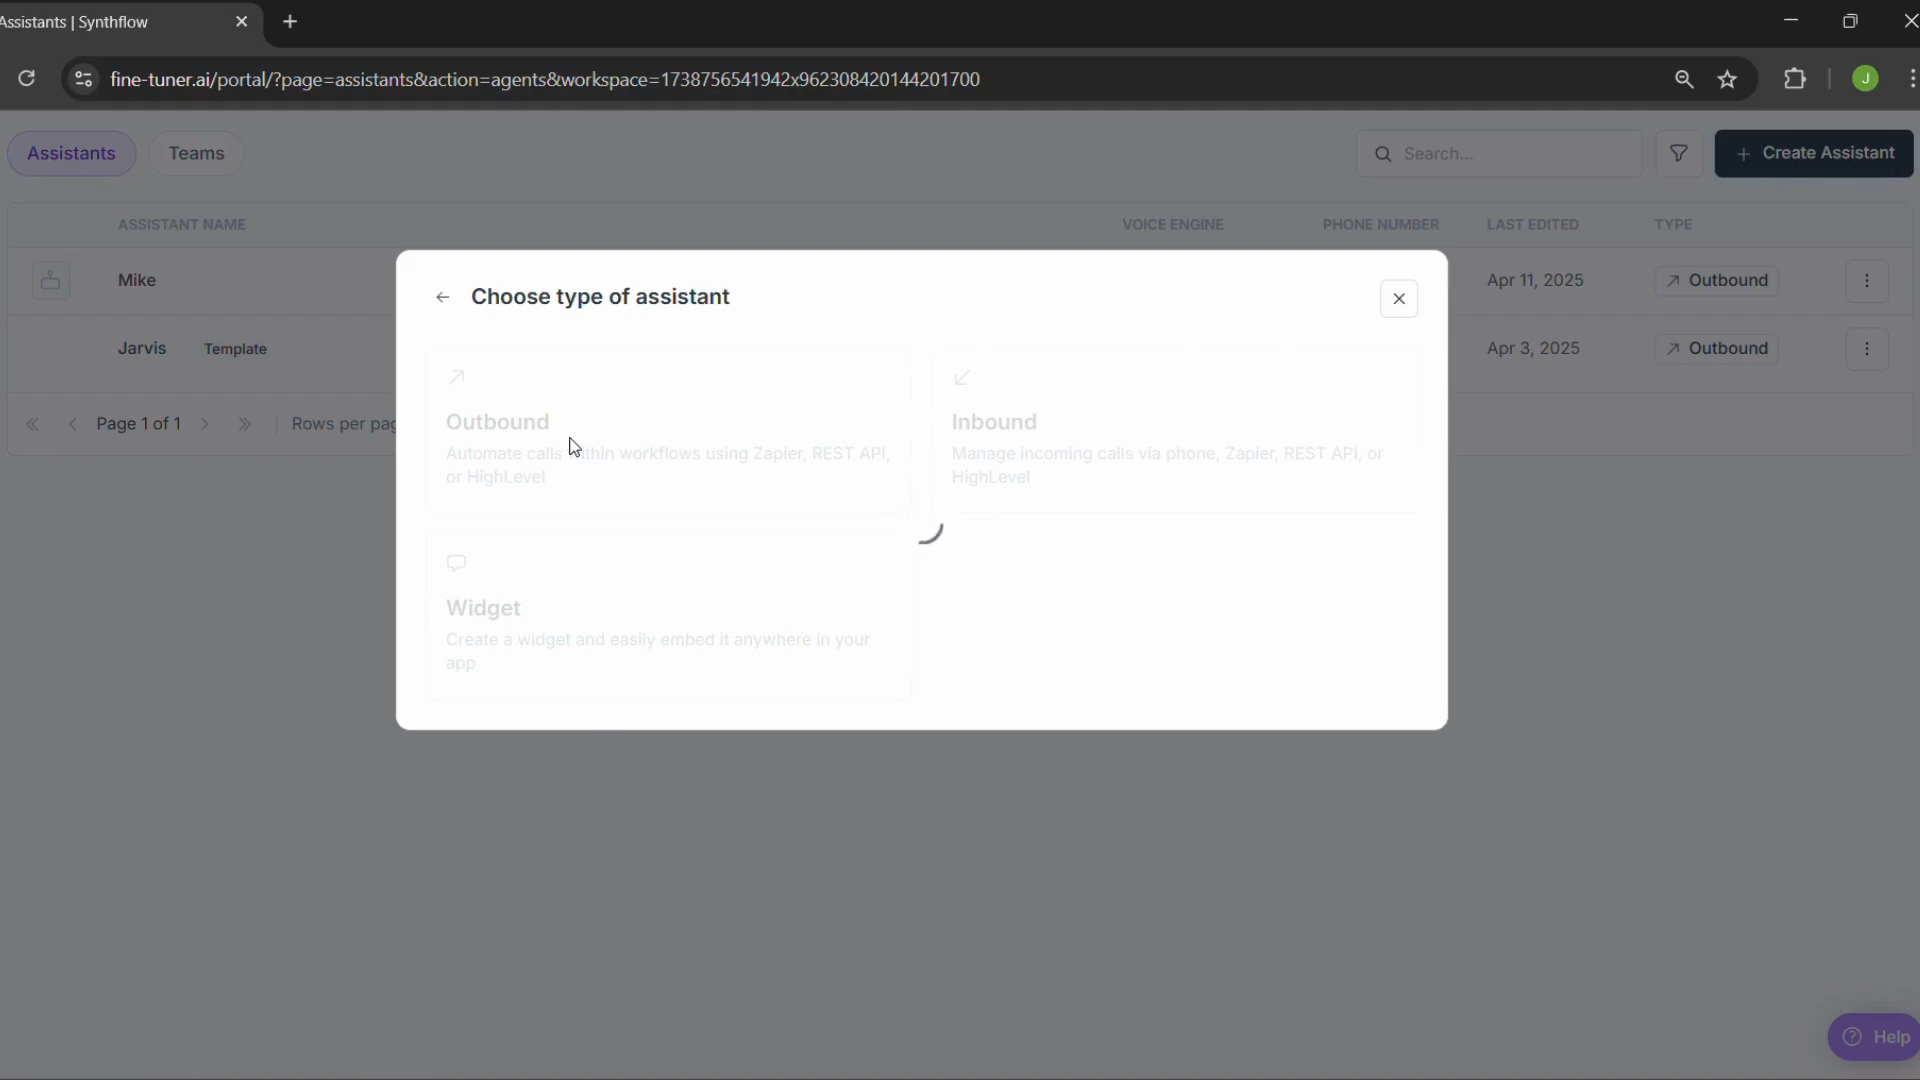 Assistants | Synthflow
fine-tuner.ai/portal/?page=assistants&action=agents&workspace=1738756541942x962308420144201700
J
Assistants
Teams
Search...
+ Create Assistant
ASSISTANT NAME
VOICE ENGINE
PHONE NUMBER
LAST EDITED
TYPE
Mike
Apr 11, 2025
Outbound
Jarvis
Template
Apr 3, 2025
Outbound
Page 1 of 1
Rows per pag
Choose type of assistant
Outbound
Automate calls within workflows using Zapier, REST API,
or HighLevel
Inbound
Manage incoming calls via phone, Zapier, REST API, or
HighLevel
Widget
Create a widget and easily embed it anywhere in your
app
Help